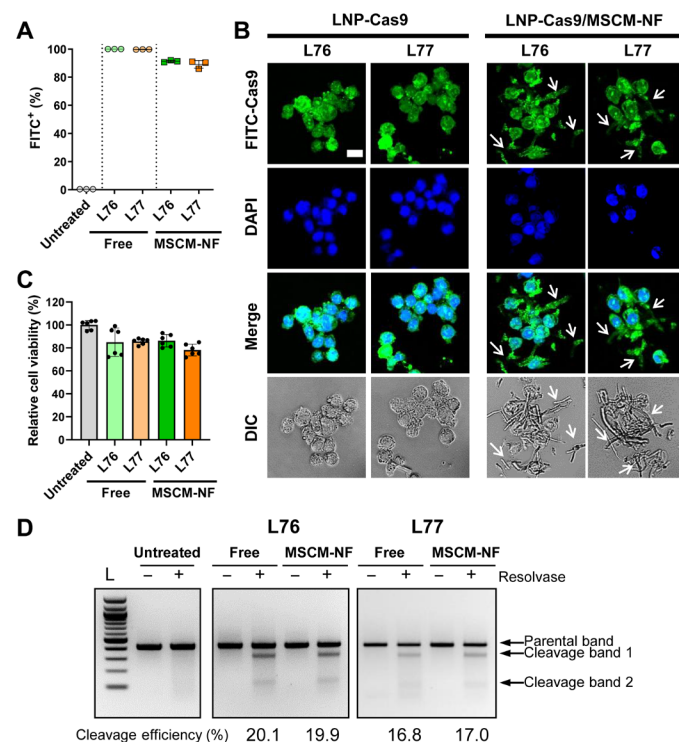 A
FITC+ (%)
100
80
60
40
20
0
Untreated
L76
L77
L76
L77
Free
MSCM-NF
B
LNP-Cas9
LNP-Cas9/MSCM-NF
L76
L77
L76
L77
FITC-Cas9
DAPI
Merge
DIC
C
Relative cell viability (%)
120
100
80
60
40
20
0
Untreated
L76
L77
L76
L77
Free
MSCM-NF
D
L76
L77
Untreated
Free
MSCM-NF
Free
MSCM-NF
L
–
+
–
+
–
+
–
+
–
+
Resolvase
Parental band
Cleavage band 1
Cleavage band 2
Cleavage efficiency (%)
20.1
19.9
16.8
17.0